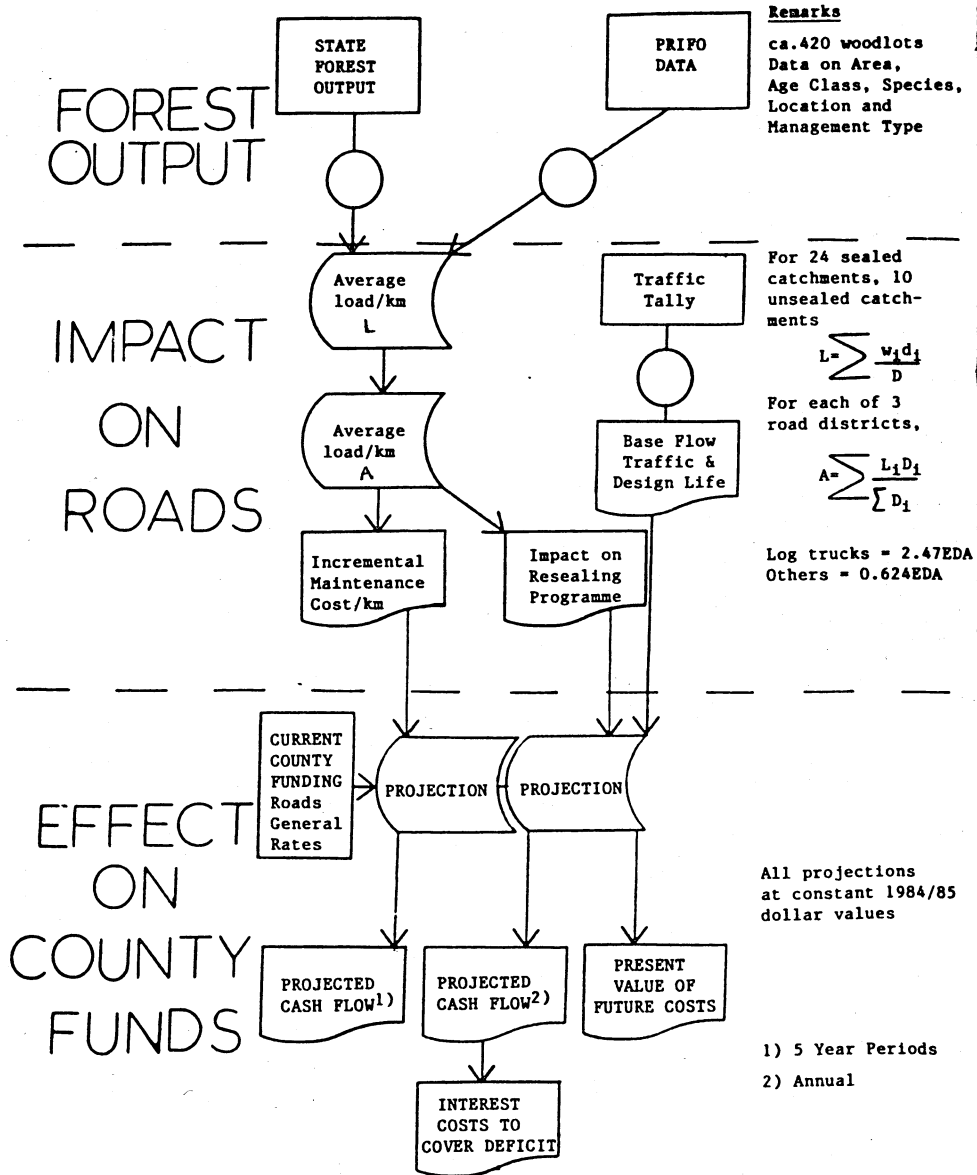 FOREST
OUTPUT
STATE
FOREST
OUTPUT
PRIFO
DATA
Remarks
ca.420 woodlots
Data on Area,
Age Class, Species,
Location and
Management Type
IMPACT
ON
ROADS
Average
load/km
L
Traffic
Tally
For 24 sealed
catchments, 10
unsealed catch-
ments
L=∑ widi/D
For each of 3
road districts,
Average
load/km
A
Base Flow
Traffic &
Design Life
A=∑ LiDi/∑Di
Incremental
Maintenance
Cost/km
Impact on
Resealing
Programme
Log trucks = 2.47EDA
Others = 0.624EDA
EFFECT
ON
COUNTY
FUNDS
CURRENT
COUNTY
FUNDING
Roads
General
Rates
PROJECTION
PROJECTION
All projections
at constant 1984/85
dollar values
PROJECTED
CASH FLOW1)
PROJECTED
CASH FLOW2)
PRESENT
VALUE OF
FUTURE COSTS
1) 5 Year Periods
2) Annual
INTEREST
COSTS TO
COVER DEFICIT